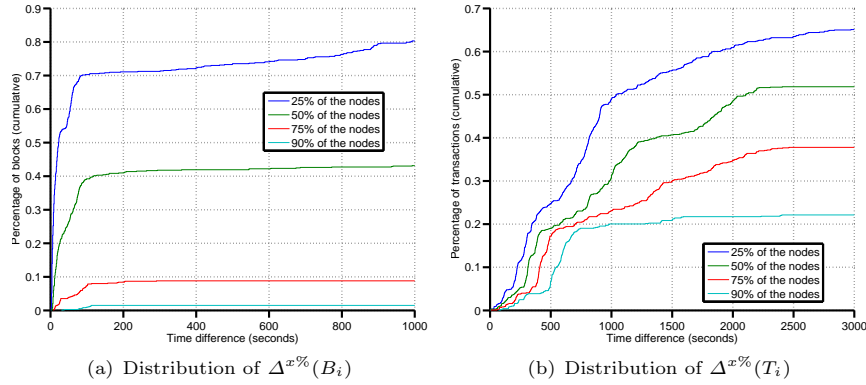 0.9
0.8
0.7
0.6
0.5
0.4
0.3
0.2
0.1
0
Percentage of blocks (cumulative)
25% of the nodes
50% of the nodes
75% of the nodes
90% of the nodes
0 200 400 600 800 1000
Time difference (seconds)
(a) Distribution of Δ^{x%}(B_i)
0.7
0.6
0.5
0.4
0.3
0.2
0.1
0
Percentage of transactions (cumulative)
25% of the nodes
50% of the nodes
75% of the nodes
90% of the nodes
0 500 1000 1500 2000 2500 3000
Time difference (seconds)
(b) Distribution of Δ^{x%}(T_i)